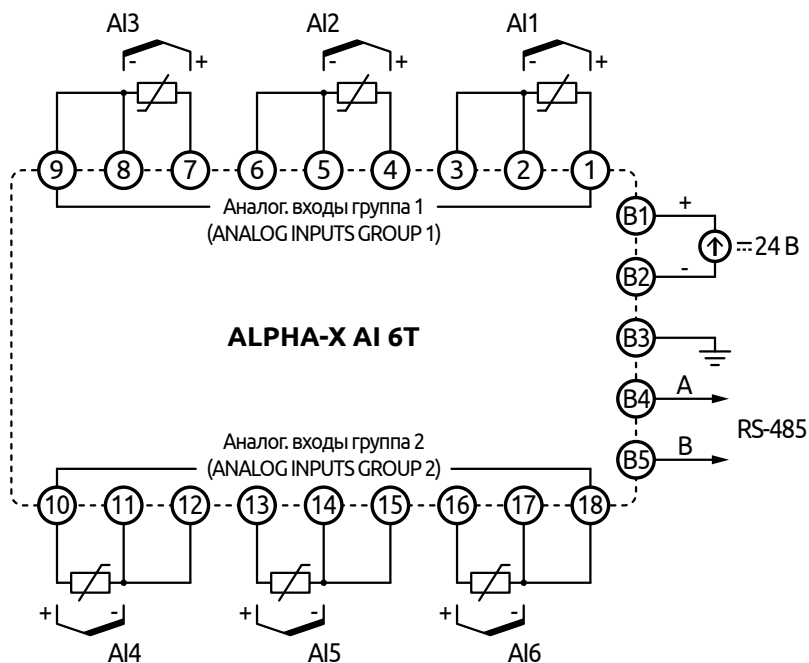 AI3 AI2 AI1
- + - + - +
9 8 7 6 5 4 3 2 1
Аналог. входы группа 1
(ANALOG INPUTS GROUP 1)
B1 +
24 В
B2 -
ALPHA-X AI 6T
B3
B4 A
RS-485
B5 B
Аналог. входы группа 2
(ANALOG INPUTS GROUP 2)
10 11 12 13 14 15 16 17 18
+ - + - + -
AI4 AI5 AI6